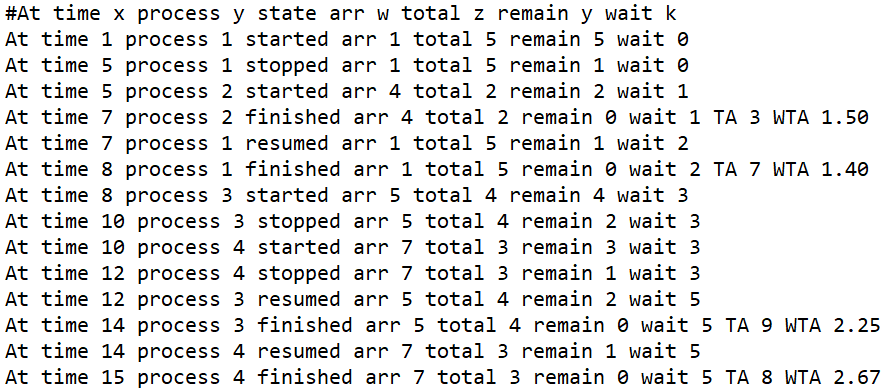 #At time x process y state arr w total z remain y wait k
At time 1 process 1 started arr 1 total 5 remain 5 wait 0
At time 5 process 1 stopped arr 1 total 5 remain 1 wait 0
At time 5 process 2 started arr 4 total 2 remain 2 wait 1
At time 7 process 2 finished arr 4 total 2 remain 0 wait 1 TA 3 WTA 1.50
At time 7 process 1 resumed arr 1 total 5 remain 1 wait 2
At time 8 process 1 finished arr 1 total 5 remain 0 wait 2 TA 7 WTA 1.40
At time 8 process 3 started arr 5 total 4 remain 4 wait 3
At time 10 process 3 stopped arr 5 total 4 remain 2 wait 3
At time 10 process 4 started arr 7 total 3 remain 3 wait 3
At time 12 process 4 stopped arr 7 total 3 remain 1 wait 3
At time 12 process 3 resumed arr 5 total 4 remain 2 wait 5
At time 14 process 3 finished arr 5 total 4 remain 0 wait 5 TA 9 WTA 2.25
At time 14 process 4 resumed arr 7 total 3 remain 1 wait 5
At time 15 process 4 finished arr 7 total 3 remain 0 wait 5 TA 8 WTA 2.67